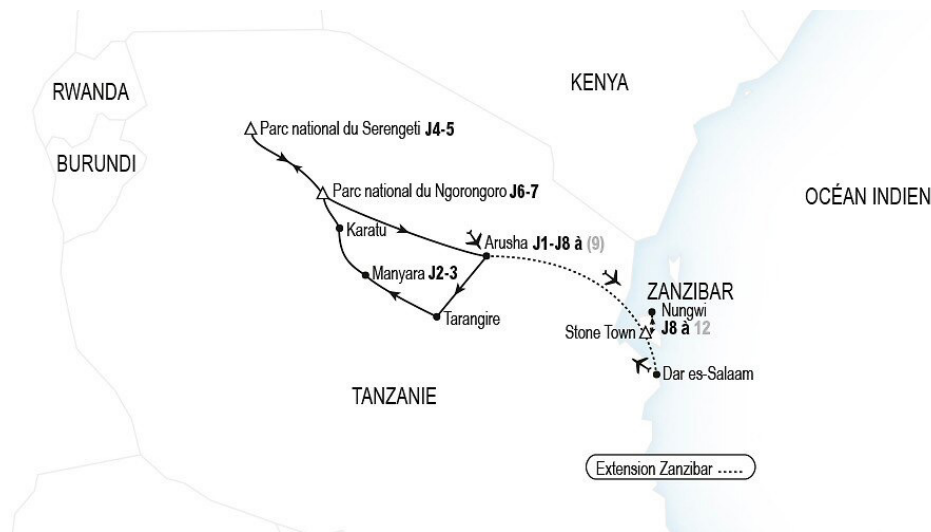 RWANDA
KENYA
Parc national du Serengeti J4-5
BURUNDI
Parc national du Ngorongoro J6-7
OCÉAN INDIEN
Karatu
Arusha J1-J8 à (9)
Manyara J2-3
ZANZIBAR
Nungwi
Tarangire
Stone Town
J8 à 12
Dar es-Salaam
TANZANIE
Extension Zanzibar .....